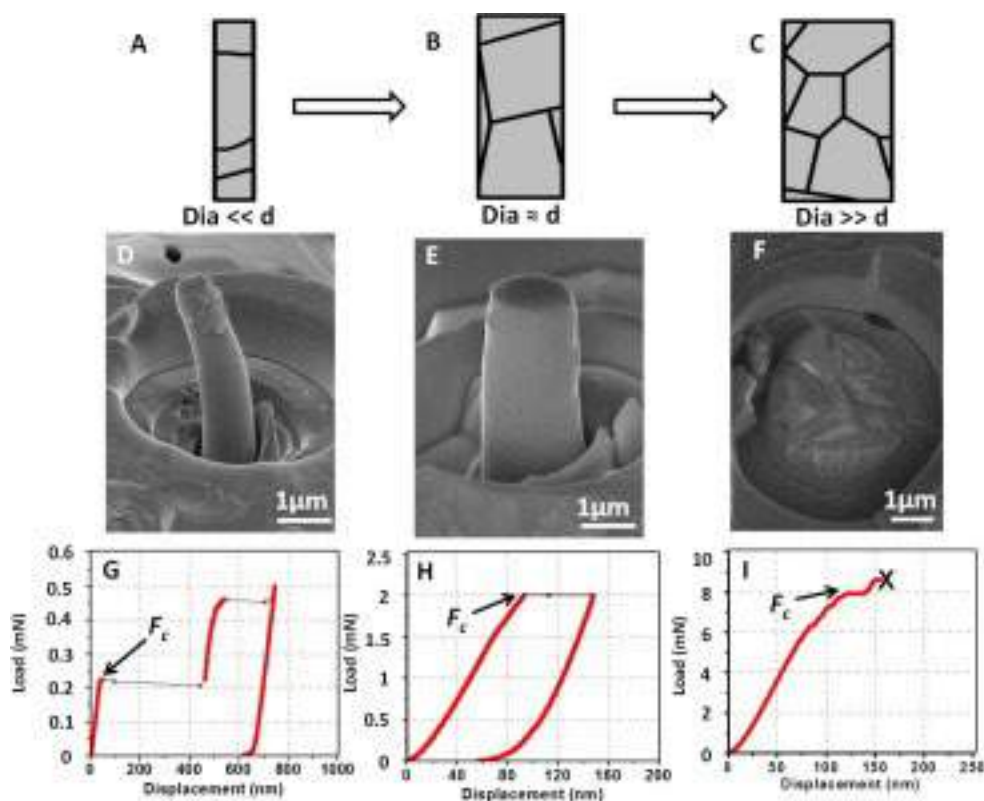 A B C
Dia << d Dia ≈ d Dia >> d
D E F
1μm 1μm 1μm
G
Load (mN)
0.6
0.5
0.4
0.3
0.2
0.1
0
Fc
0 200 400 600 800 1000
Displacement (nm)
H
Load (mN)
2.5
2
1.5
1
0.5
0
Fc
0 40 80 120 160 200
Displacement (nm)
I
Load (mN)
10
8
6
4
2
0
Fc X
0 50 100 150 200 250
Displacement (nm)